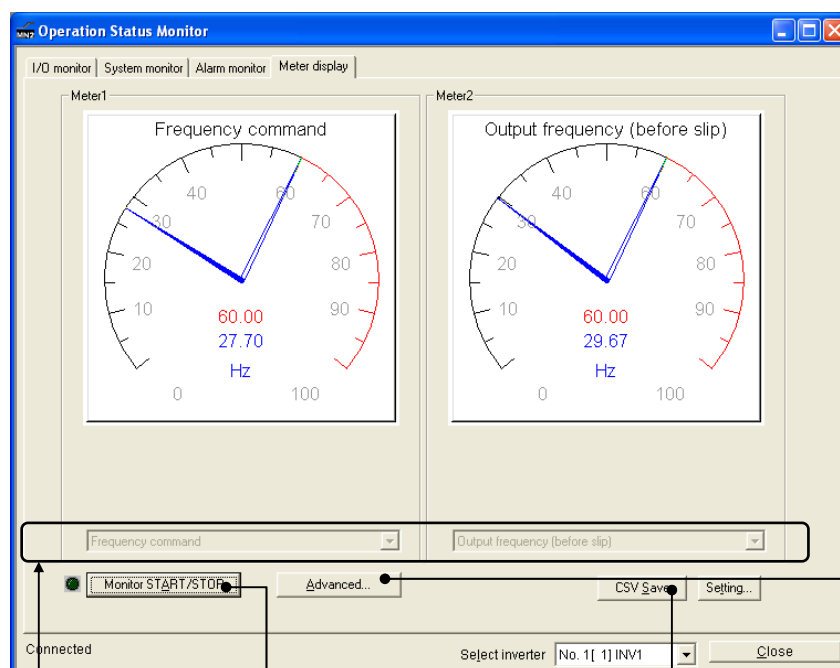 MN2 Operation Status Monitor
I/O monitor System monitor Alarm monitor Meter display
Meter1
Frequency command
0 10 20 30 40 60 70 80 90 100
60.00
27.70
Hz
Meter2
Output frequency (before slip)
0 10 20 30 40 60 70 80 90 100
60.00
29.67
Hz
Frequency command
Output frequency (before slip)
Monitor START/STOP
Advanced...
CSV Save
Setting...
Connected
Select inverter No. 1[ 1] INV1
Close